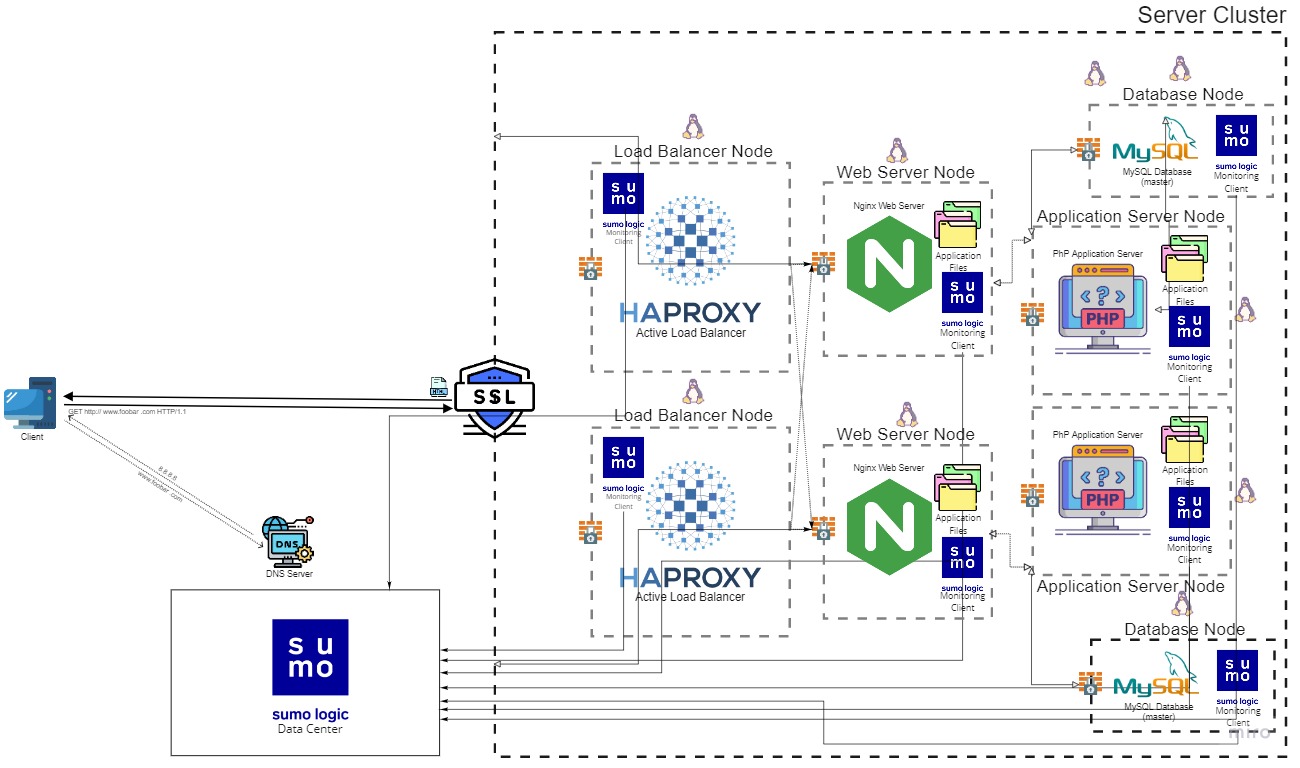 Server Cluster
Database Node
MySQL
MySQL Database
(master)
su
mo
sumo logic
Monitoring
Client
Load Balancer Node
su
mo
sumo logic
Monitoring
Client
HAPROXY
Active Load Balancer
Web Server Node
Nginx Web Server
N
Application
Files
su
mo
sumo logic
Monitoring
Client
Application Server Node
PhP Application Server
<?>
PHP
Application
Files
su
mo
sumo logic
Monitoring
Client
HTML
SSL
GET http:// www.foobar .com HTTP/1.1
Client
8.8.8.8
www.foobar .com
DNS
DNS Server
Load Balancer Node
su
mo
sumo logic
Monitoring
Client
HAPROXY
Active Load Balancer
Web Server Node
Nginx Web Server
N
Application
Files
su
mo
sumo logic
Monitoring
Client
PhP Application Server
<?>
PHP
Application
Files
su
mo
sumo logic
Monitoring
Client
Application Server Node
Database Node
MySQL
MySQL Database
(master)
su
mo
sumo logic
Monitoring
Client
su
mo
sumo logic
Data Center
miro